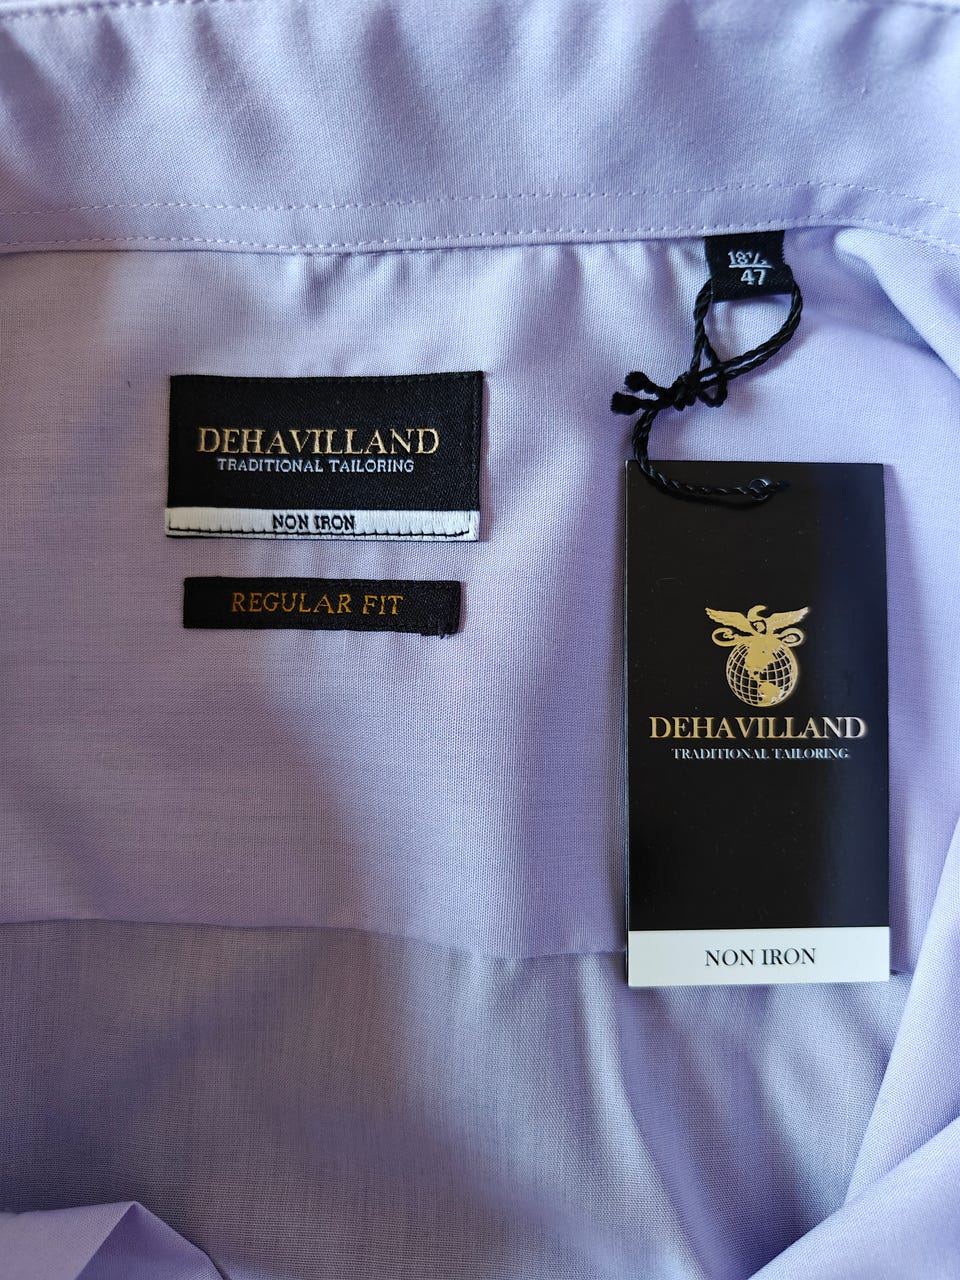 18½
47
DEHAVILLAND
TRADITIONAL TAILORING
NON IRON
REGULAR FIT
DEHAVILLAND
TRADITIONAL TAILORING
NON IRON